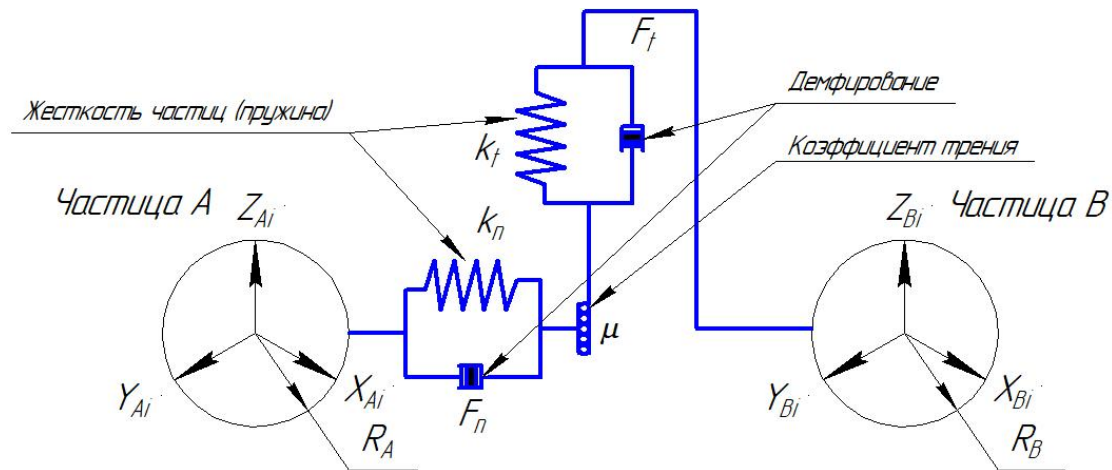 F_t
Демфирование
Жесткость частиц (пружина)
k_t
Коэффициент трения
Частица A
Z_Ai
k_n
Z_Bi
Частица B
μ
Y_Ai
X_Ai
F_n
R_A
Y_Bi
X_Bi
R_B